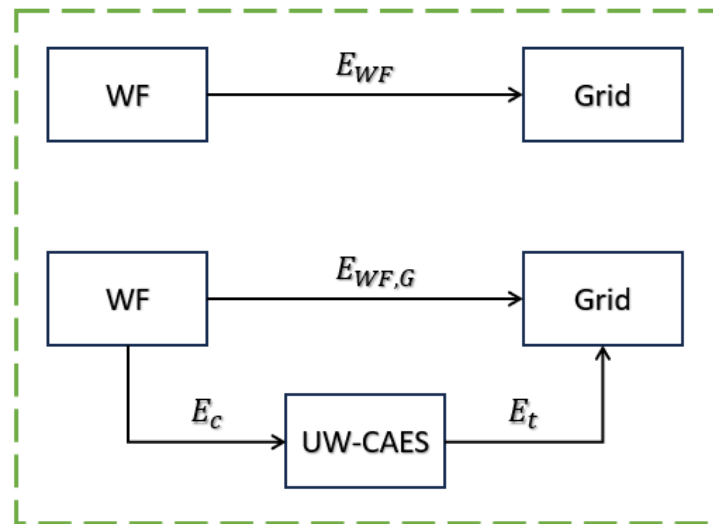 WF
E_WF
Grid
WF
E_WF,G
Grid
E_c
UW-CAES
E_t